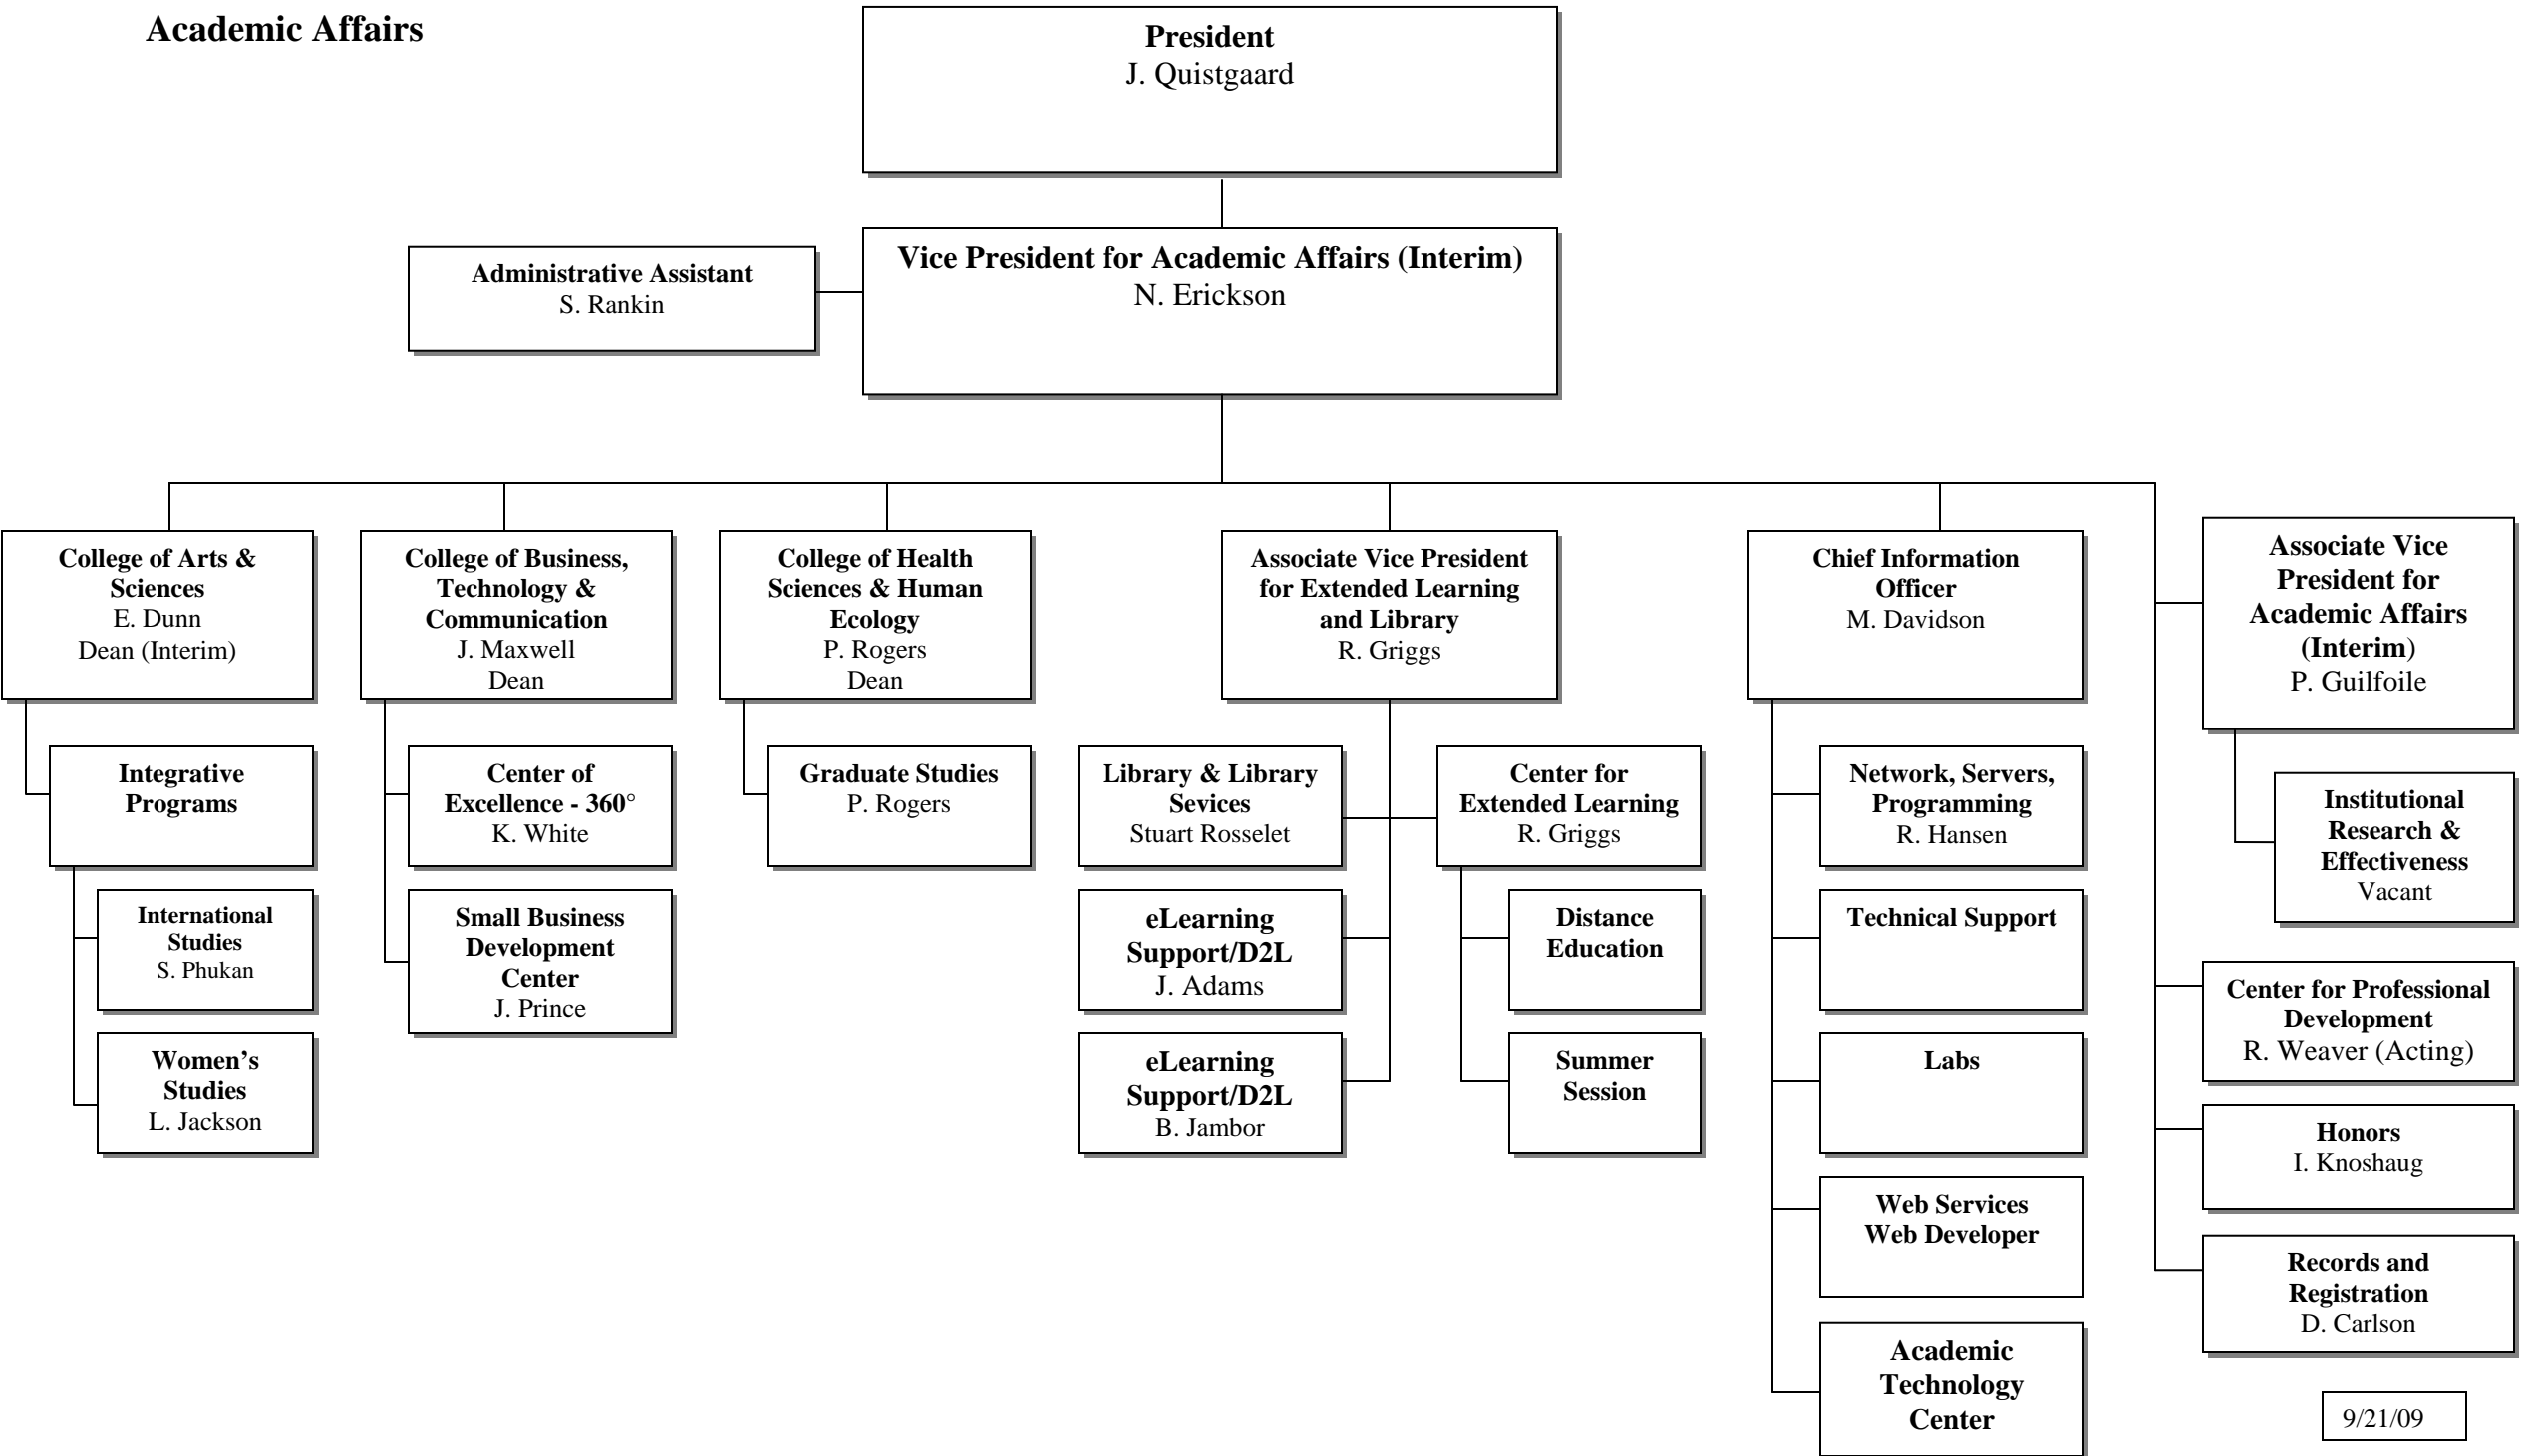 Academic Affairs
President
J. Quistgaard
Vice President for Academic Affairs (Interim)
N. Erickson
Administrative Assistant
S. Rankin
College of Arts &
Sciences
E. Dunn
Dean (Interim)
Integrative
Programs
International
Studies
S. Phukan
Women’s
Studies
L. Jackson
College of Business,
Technology &
Communication
J. Maxwell
Dean
Center of
Excellence - 360°
K. White
Small Business
Development
Center
J. Prince
College of Health
Sciences & Human
Ecology
P. Rogers
Dean
Graduate Studies
P. Rogers
Associate Vice President
for Extended Learning
and Library
R. Griggs
Library & Library
Sevices
Stuart Rosselet
eLearning
Support/D2L
J. Adams
eLearning
Support/D2L
B. Jambor
Center for
Extended Learning
R. Griggs
Distance
Education
Summer
Session
Chief Information
Officer
M. Davidson
Network, Servers,
Programming
R. Hansen
Technical Support
Labs
Web Services
Web Developer
Academic
Technology
Center
Associate Vice
President for
Academic Affairs
(Interim)
P. Guilfoile
Institutional
Research &
Effectiveness
Vacant
Center for Professional
Development
R. Weaver (Acting)
Honors
I. Knoshaug
Records and
Registration
D. Carlson
9/21/09